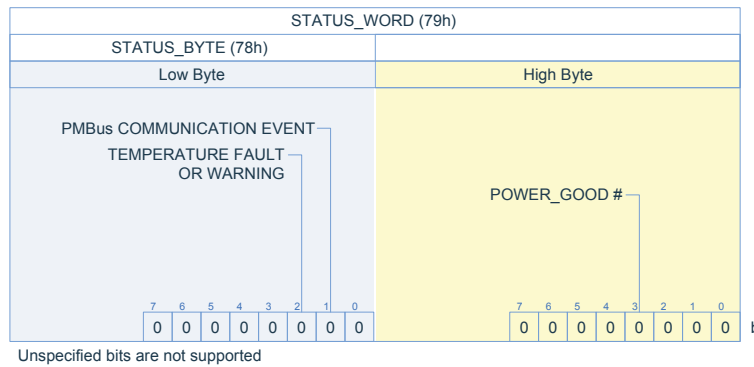 STATUS_WORD (79h)
STATUS_BYTE (78h)
Low Byte
High Byte
PMBus COMMUNICATION EVENT
TEMPERATURE FAULT
OR WARNING
POWER_GOOD #
7 6 5 4 3 2 1 0
0 0 0 0 0 0 0 0
7 6 5 4 3 2 1 0
0 0 0 0 0 0 0 0 b
Unspecified bits are not supported